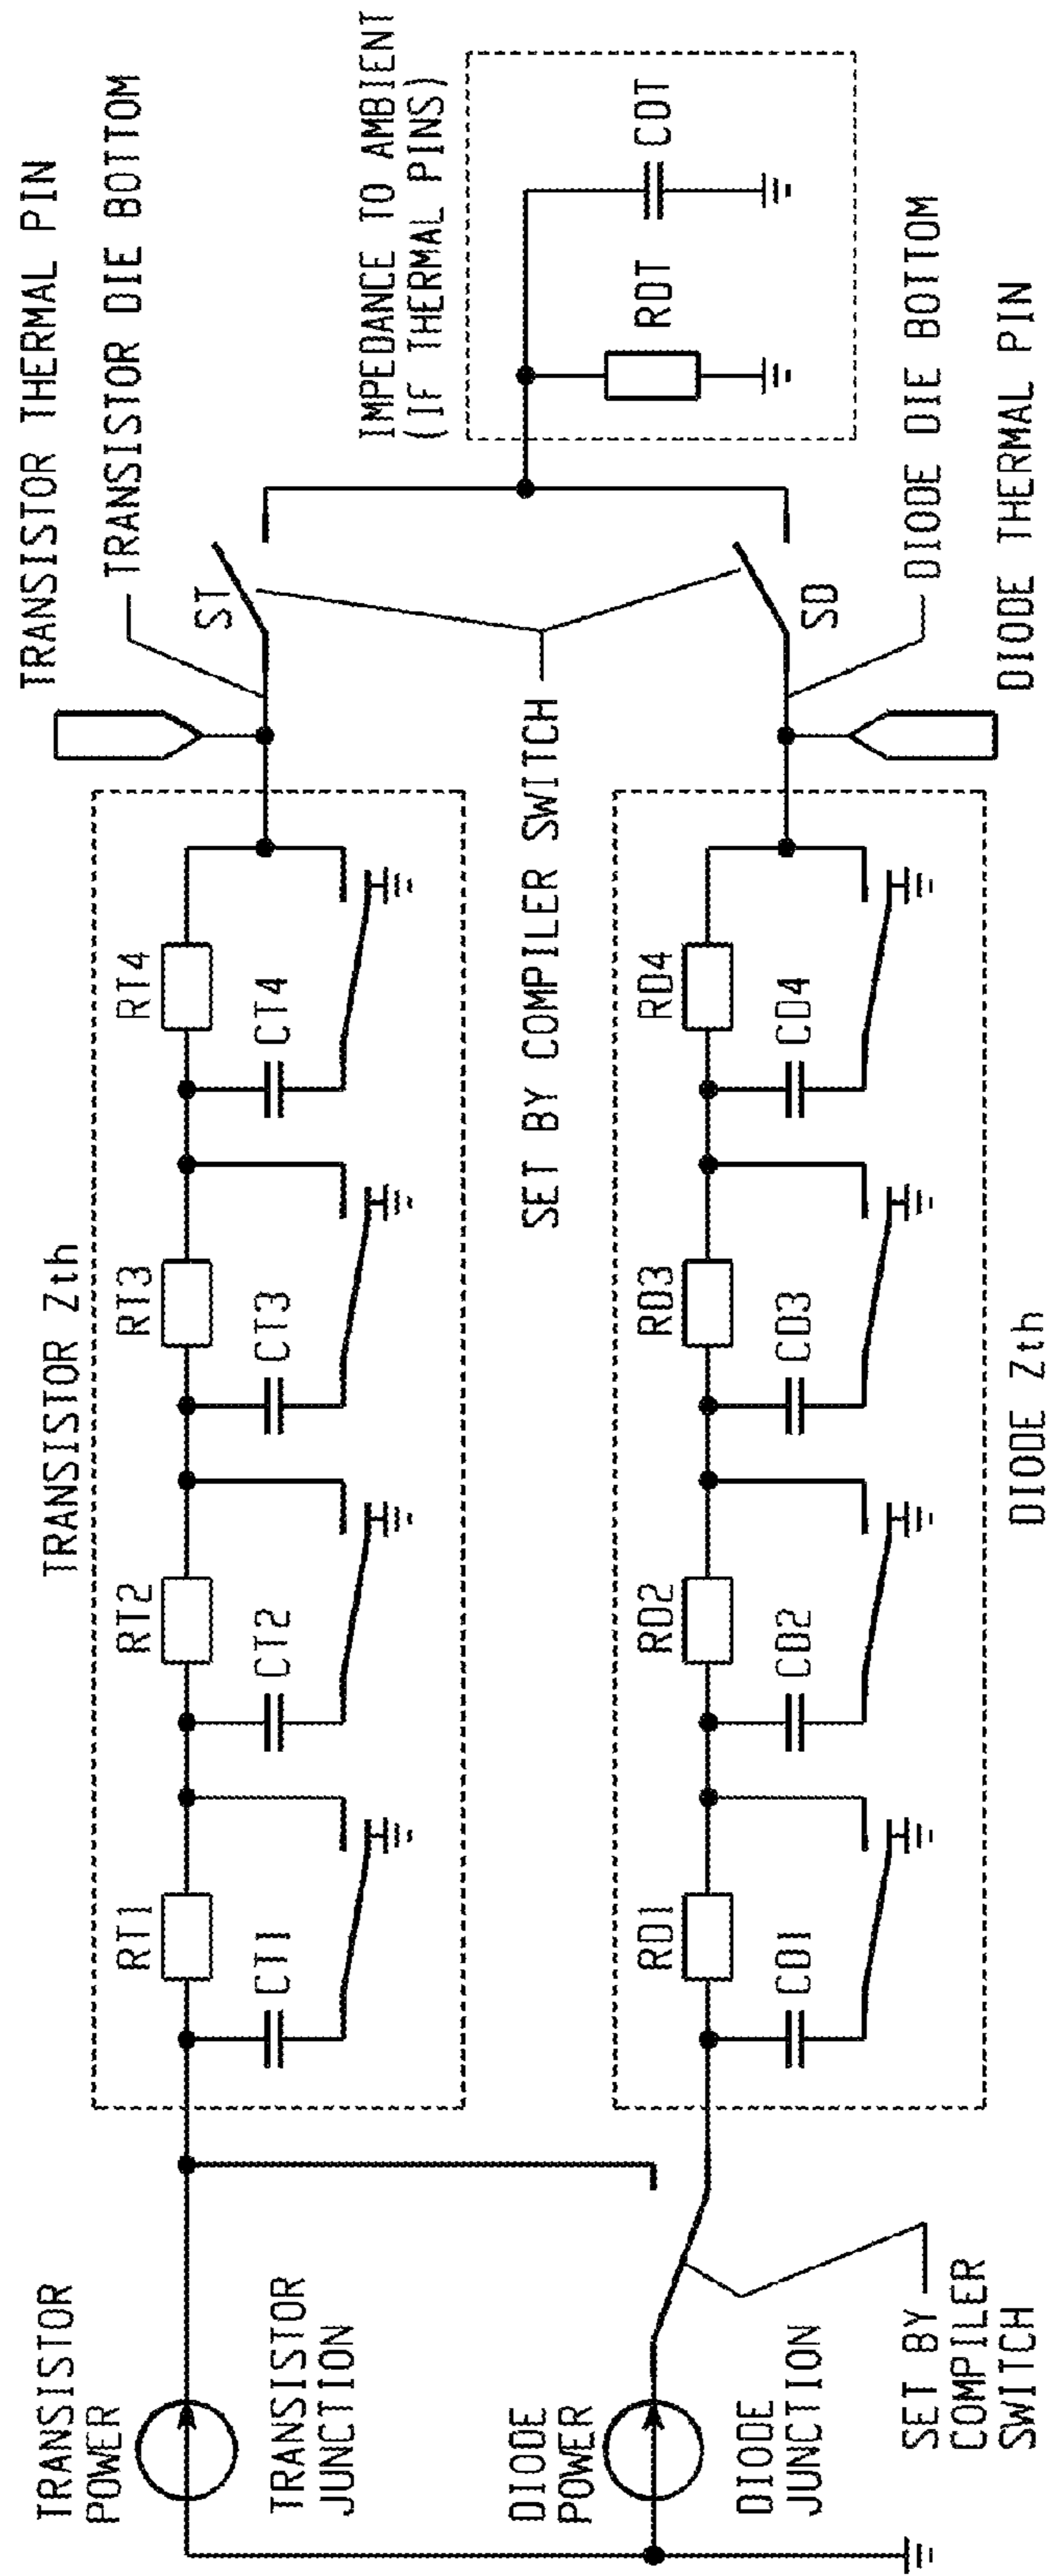 TRANSISTOR
POWER
TRANSISTOR
JUNCTION
DIODE
POWER
DIODE
JUNCTION
SET BY
COMPILER
SWITCH
TRANSISTOR Zth
RT1
CT1
RT2
CT2
RT3
CT3
RT4
CT4
SET BY COMPILER SWITCH
RD1
CD1
RD2
CD2
RD3
CD3
RD4
CD4
DIODE Zth
TRANSISTOR THERMAL PIN
TRANSISTOR DIE BOTTOM
ST
SD
IMPEDANCE TO AMBIENT
(IF THERMAL PINS)
RDT
CDT
DIODE DIE BOTTOM
DIODE THERMAL PIN